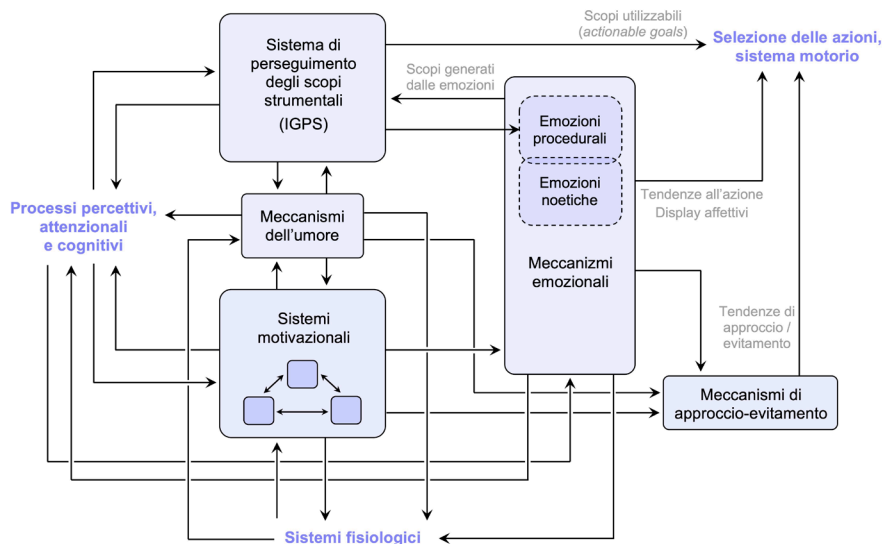 Sistema di
perseguimento
degli scopi
strumentali
(IGPS)
Scopi utilizzabili
(actionable goals)
Selezione delle azioni,
sistema motorio
Scopi generati
dalle emozioni
Emozioni
procedurali
Emozioni
noetiche
Meccanizmi
emozionali
Tendenze all'azione
Display affettivi
Processi percettivi,
attenzionali
e cognitivi
Meccanismi
dell'umore
Sistemi
motivazionali
Tendenze di
approccio /
evitamento
Meccanismi di
approccio-evitamento
Sistemi fisiologici